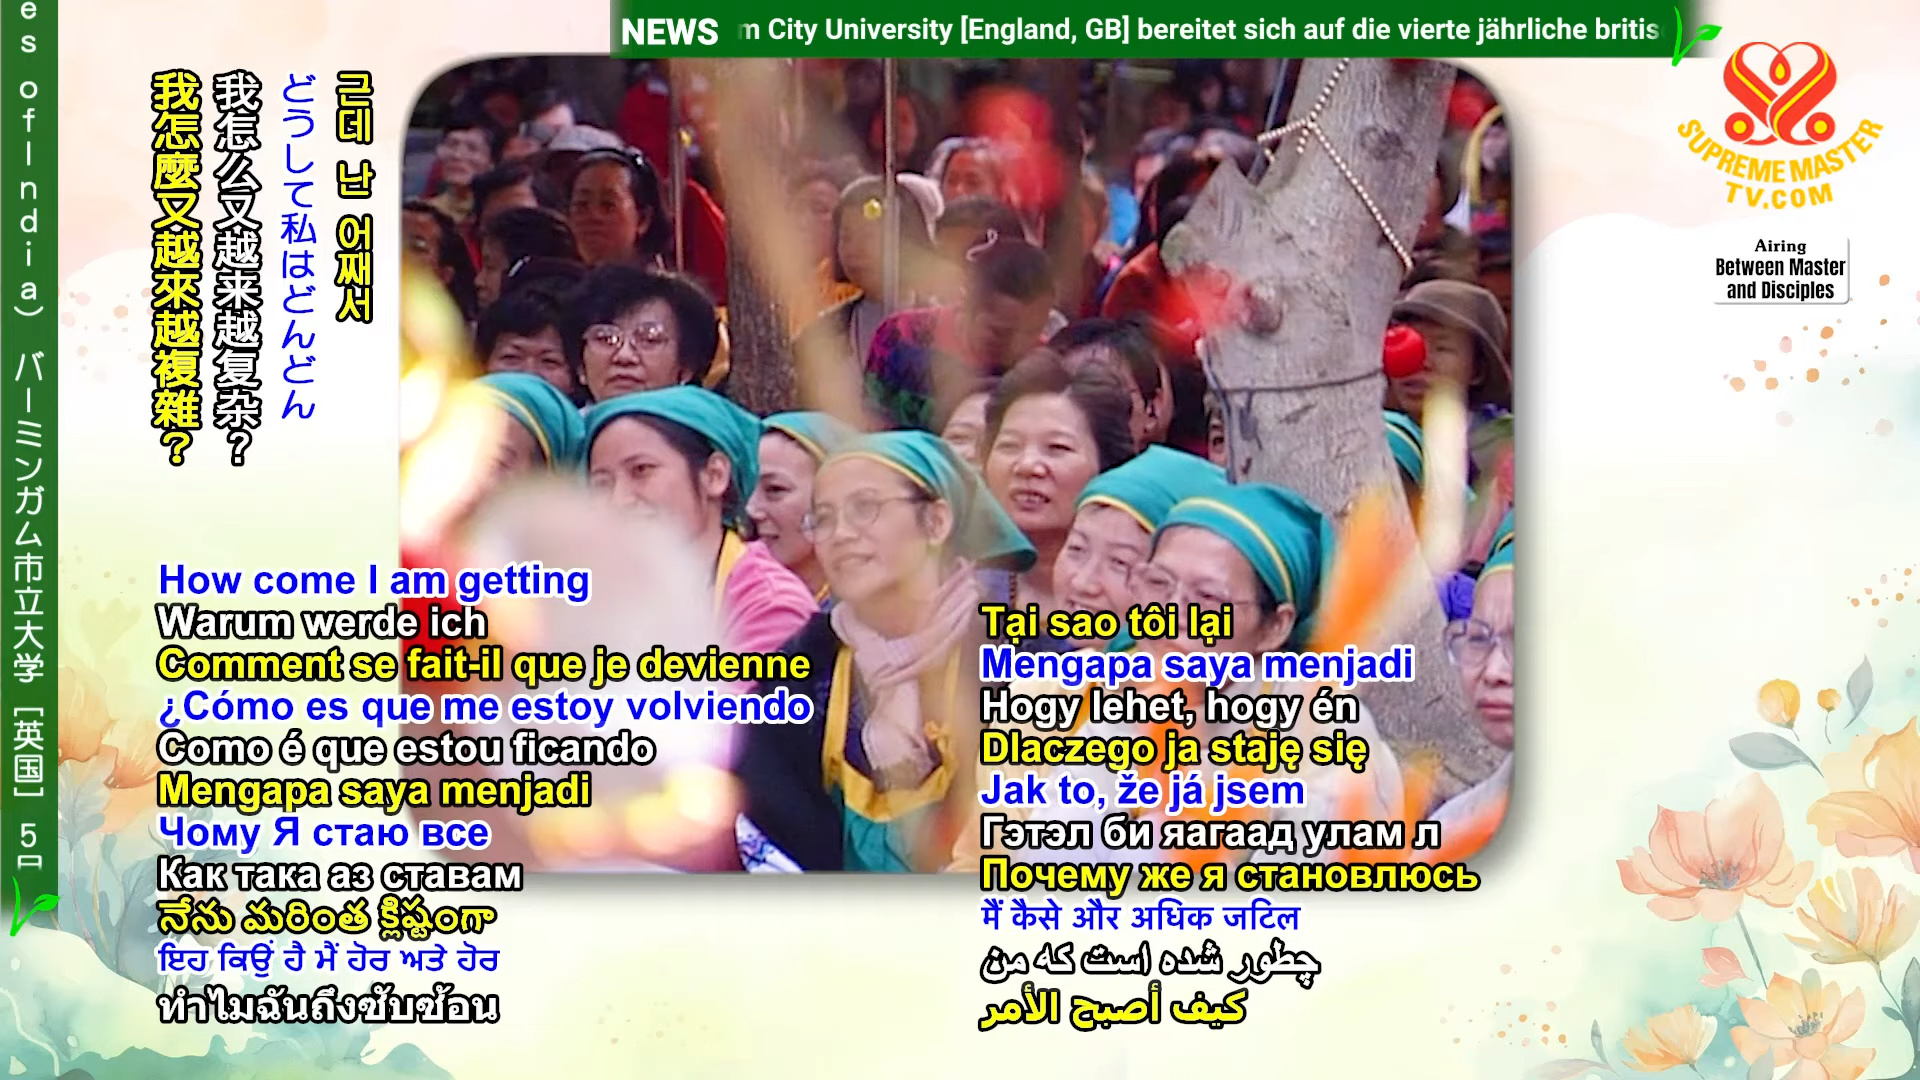 NEWS m City University [England, GB] bereitet sich auf die vierte jährliche britis
es of India) バーミンガム市立大学 [英国] 5
SUPREME MASTER
TV.COM
Airing
Between Master
and Disciples
근데 난 어째서
どうして私はどんどん
我怎么又越来越复杂?
我怎麼又越來越複雜?
How come I am getting
Warum werde ich
Comment se fait-il que je devienne
¿Cómo es que me estoy volviendo
Como é que estou ficando
Mengapa saya menjadi
Чому Я стаю все
Как така аз ставам
నేను మరింత క్లిష్టంగా
ਇਹ ਕਿਉਂ ਹੈ ਮੈਂ ਹੋਰ ਅਤੇ ਹੋਰ
ทำไมฉันถึงซับซ้อน
Tại sao tôi lại
Mengapa saya menjadi
Hogy lehet, hogy én
Dlaczego ja staję się
Jak to, že já jsem
Гэтэл би яагаад улам л
Почему же я становлюсь
मैं कैसे और अधिक जटिल
چطور شده است که من
كيف أصبح الأمر